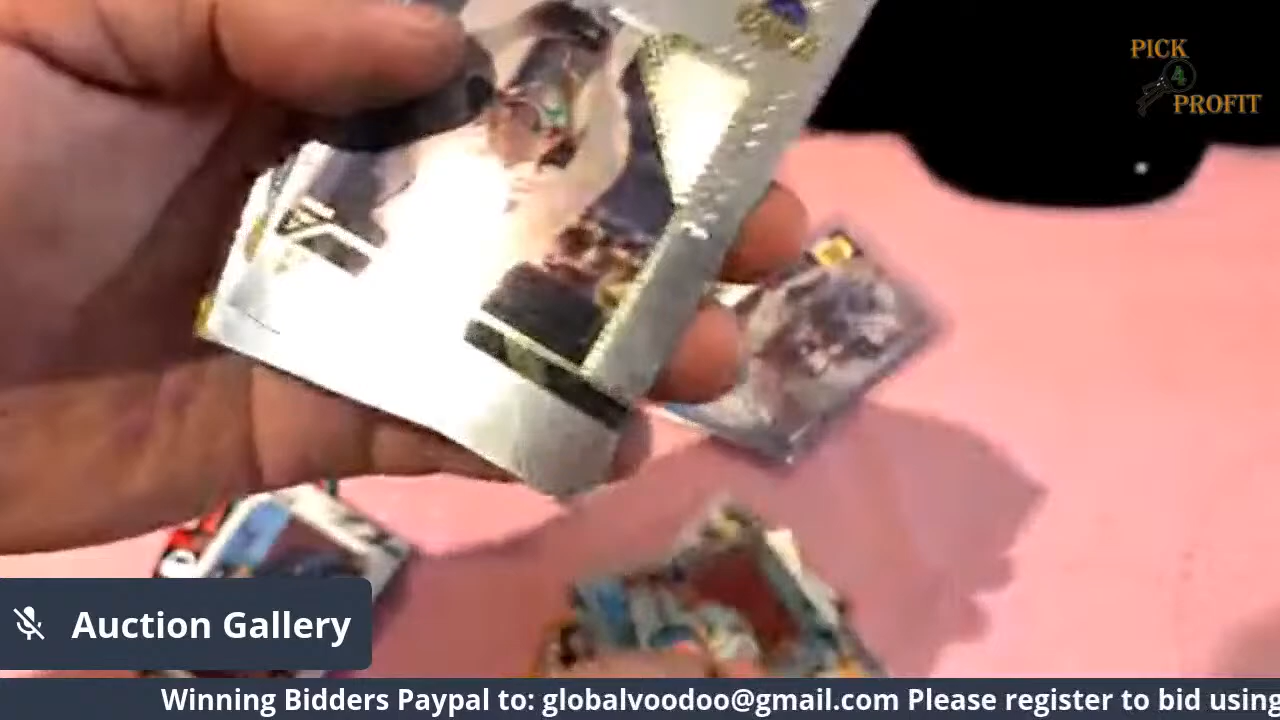 PICK
4
PROFIT
Auction Gallery
Winning Bidders Paypal to: globalvoodoo@gmail.com Please register to bid using